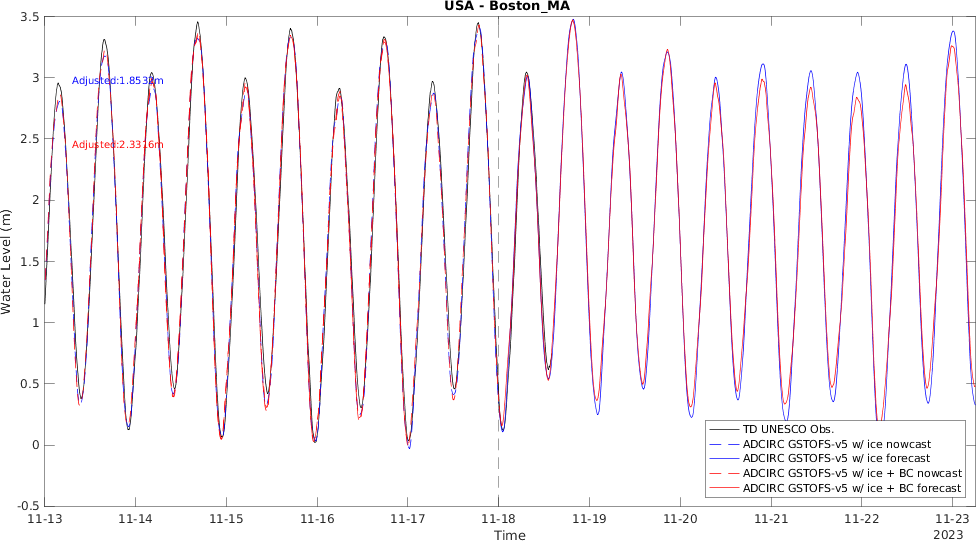 USA - Boston_MA
3.5
3
2.5
2
1.5
1
0.5
0
-0.5
Water Level (m)
Adjusted:1.8532m
Adjusted:2.3316m
TD UNESCO Obs.
ADCIRC GSTOFS-v5 w/ ice nowcast
ADCIRC GSTOFS-v5 w/ ice forecast
ADCIRC GSTOFS-v5 w/ ice + BC nowcast
ADCIRC GSTOFS-v5 w/ ice + BC forecast
11-13 11-14 11-15 11-16 11-17 11-18 11-19 11-20 11-21 11-22 11-23
Time
2023